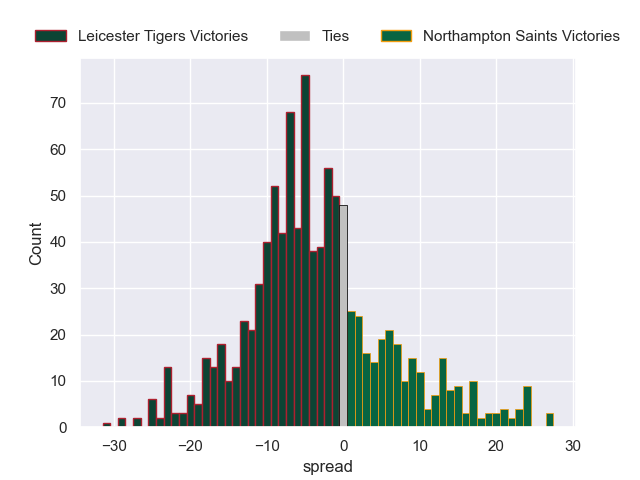 Leicester Tigers Victories Ties Northampton Saints Victories
70
60
50
40
30
20
10
0
−30 −20 −10 0 10 20 30
Count
spread